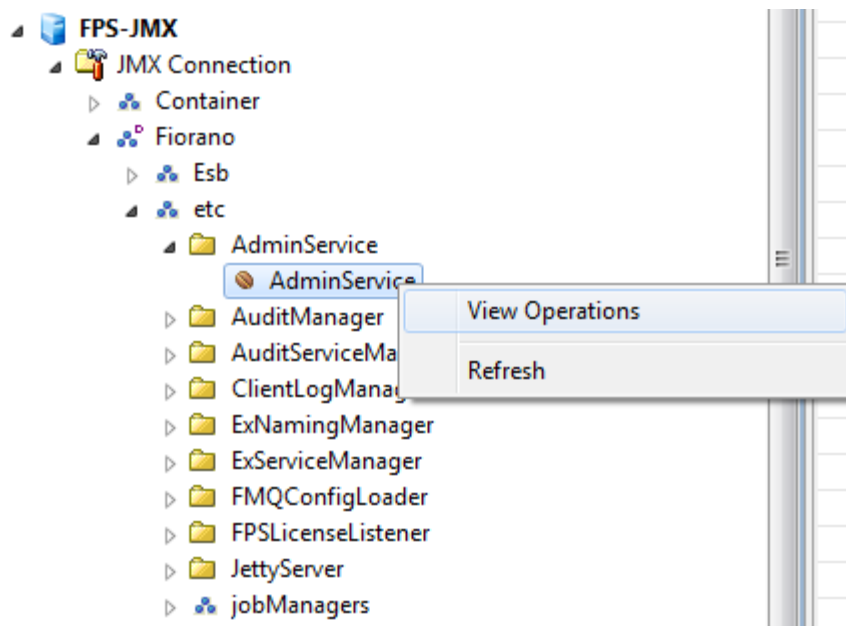 FPS-JMX
JMX Connection
Container
Fiorano
Esb
etc
AdminService
AdminService
View Operations
AuditManager
AuditServiceMa
Refresh
ClientLogManag
ExNamingManager
ExServiceManager
FMQConfigLoader
FPSLicenseListener
JettyServer
jobManagers